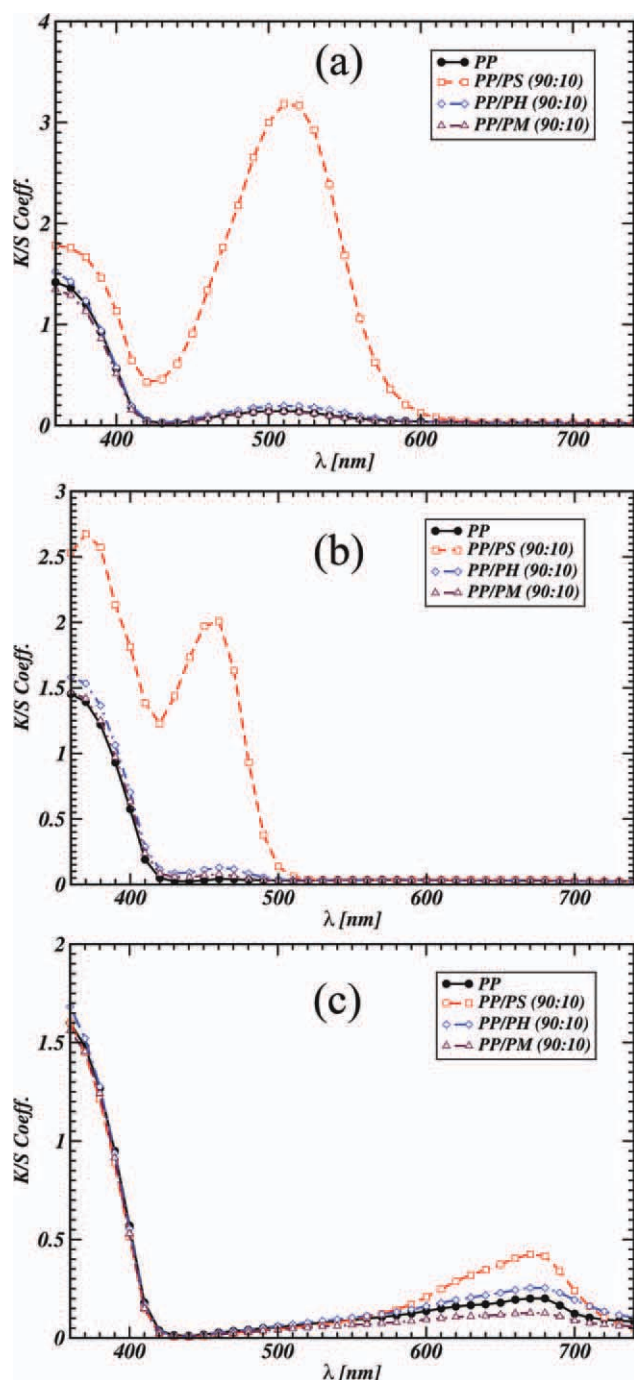 (a)
PP
PP/PS (90:10)
PP/PH (90:10)
PP/PM (90:10)
K/S Coeff.
4
3
2
1
0
400
500
600
700
λ [nm]
(b)
PP
PP/PS (90:10)
PP/PH (90:10)
PP/PM (90:10)
K/S Coeff.
3
2.5
2
1.5
1
0.5
0
400
500
600
700
λ [nm]
(c)
PP
PP/PS (90:10)
PP/PH (90:10)
PP/PM (90:10)
K/S Coeff.
2
1.5
1
0.5
0
400
500
600
700
λ [nm]